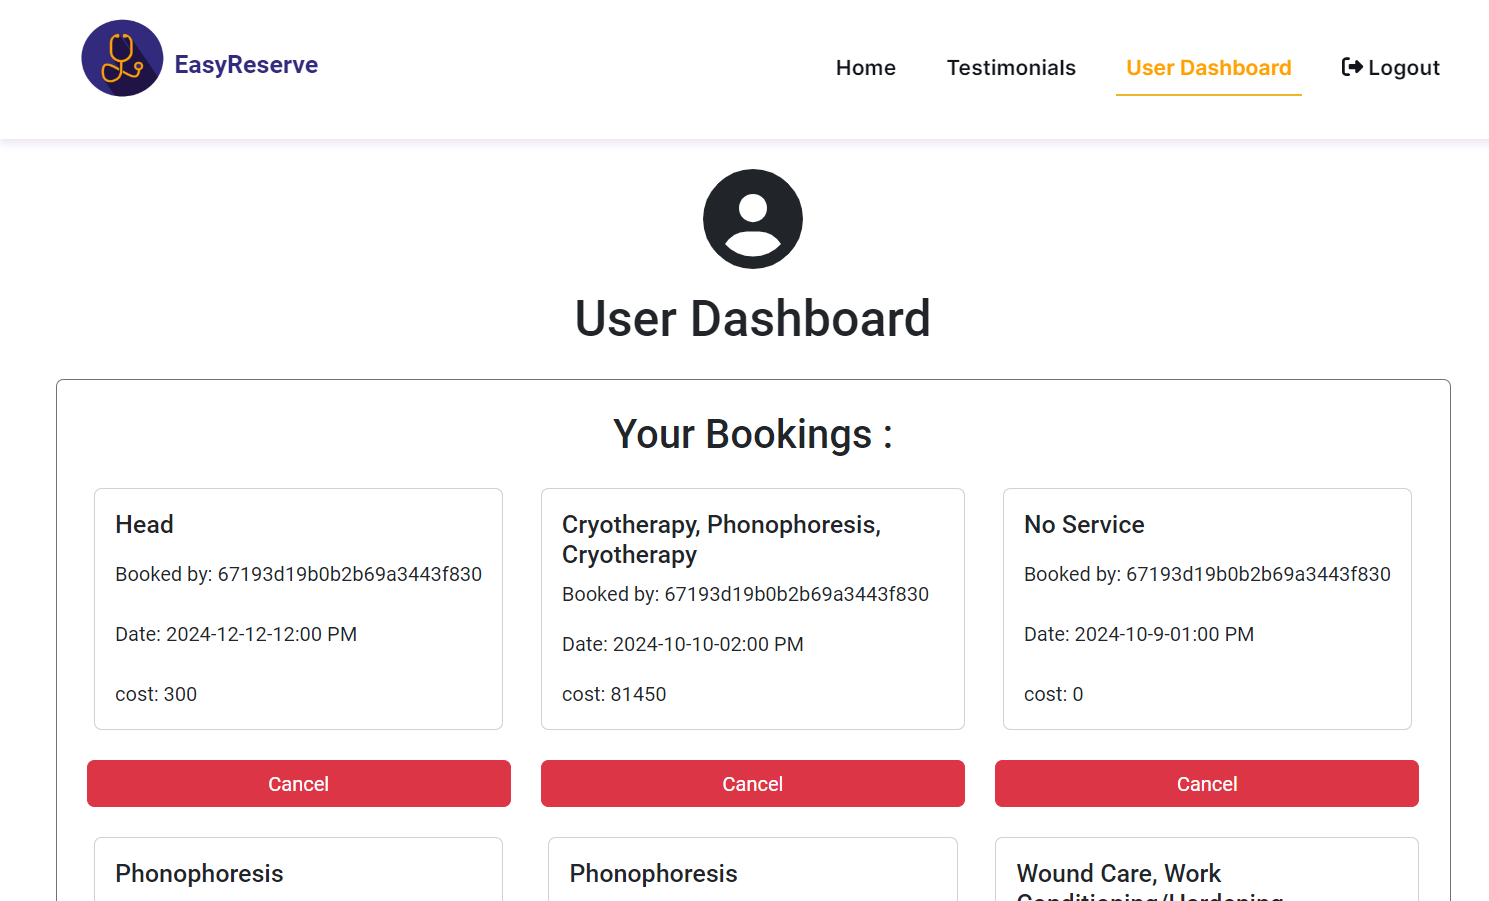 EasyReserve
Home
Testimonials
User Dashboard
Logout
User Dashboard
Your Bookings :
Head
Booked by: 67193d19b0b2b69a3443f830
Date: 2024-12-12-12:00 PM
cost: 300
Cryotherapy, Phonophoresis,
Cryotherapy
Booked by: 67193d19b0b2b69a3443f830
Date: 2024-10-10-02:00 PM
cost: 81450
No Service
Booked by: 67193d19b0b2b69a3443f830
Date: 2024-10-9-01:00 PM
cost: 0
Cancel
Cancel
Cancel
Phonophoresis
Phonophoresis
Wound Care, Work
Conditioning/Hardening